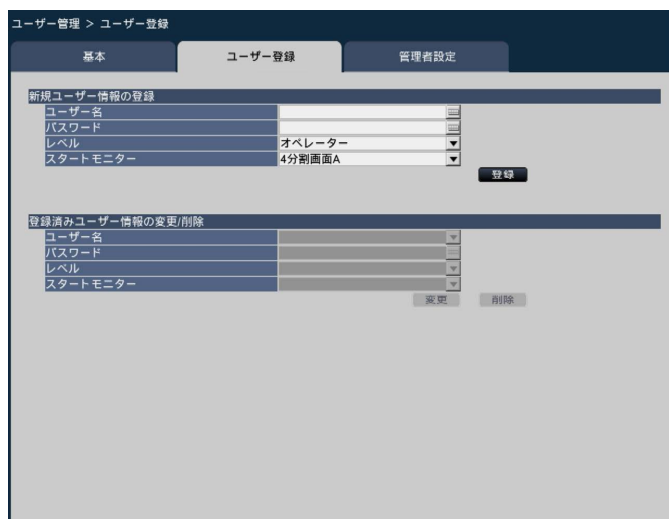 ユーザー管理 > ユーザー登録
基本 ユーザー登録 管理者設定
新規ユーザー情報の登録
ユーザー名
パスワード
レベル オペレーター
スタートモニター 4分割画面A
登録
登録済みユーザー情報の変更/削除
ユーザー名
パスワード
レベル
スタートモニター
変更 削除